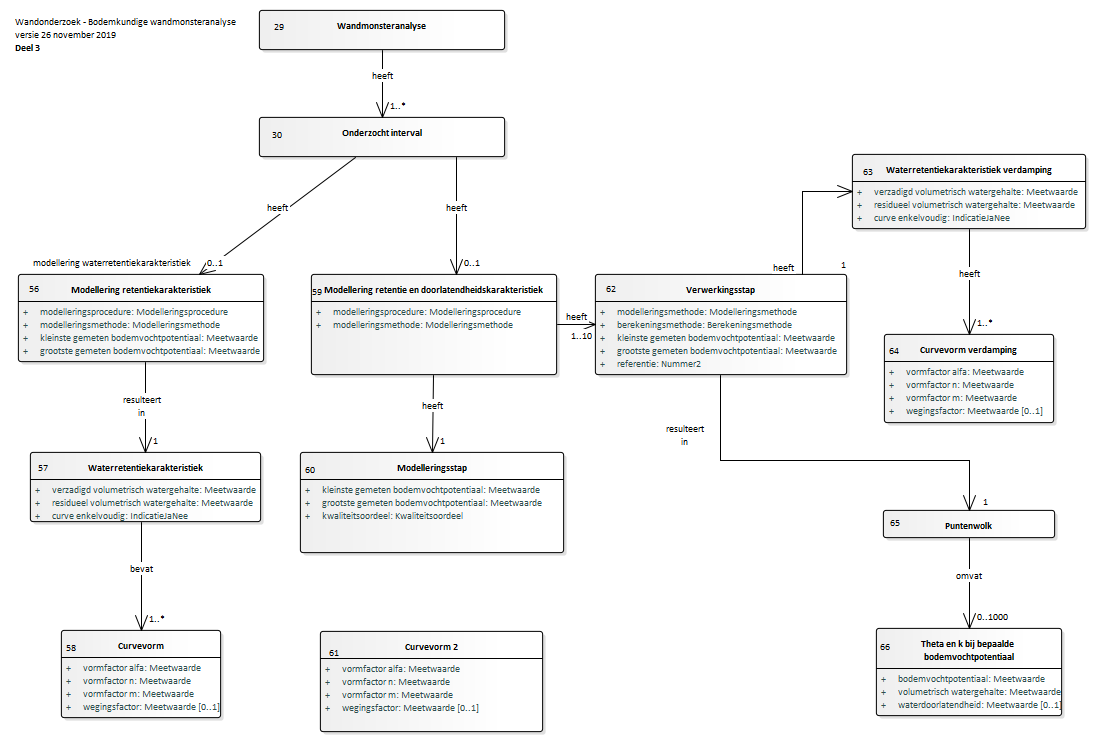 Wandonderzoek - Bodemkundige wandmonsteranalyse
versie 26 november 2019
Deel 3
29
Wandmonsteranalyse
heeft
1..*
30
Onderzocht interval
heeft
heeft
modellering waterretentiekarakteristiek
0..1
0..1
56
Modellering retentiekarakteristiek
+ modelleringsprocedure: Modelleringsprocedure
+ modelleringsmethode: Modelleringsmethode
+ kleinste gemeten bodemvochtpotentiaal: Meetwaarde
+ grootste gemeten bodemvochtpotentiaal: Meetwaarde
resulteert
in
1
57
Waterretentiekarakteristiek
+ verzadigd volumetrisch watergehalte: Meetwaarde
+ residueel volumetrisch watergehalte: Meetwaarde
+ curve enkelvoudig: IndicatieJaNee
bevat
1..*
58
Curvevorm
+ vormfactor alfa: Meetwaarde
+ vormfactor n: Meetwaarde
+ vormfactor m: Meetwaarde
+ wegingsfactor: Meetwaarde [0..1]
59
Modellering retentie en doorlatendheidskarakteristiek
+ modelleringsprocedure: Modelleringsprocedure
+ modelleringsmethode: Modelleringsmethode
heeft
1..10
heeft
1
60
Modelleringsstap
+ kleinste gemeten bodemvochtpotentiaal: Meetwaarde
+ grootste gemeten bodemvochtpotentiaal: Meetwaarde
+ kwaliteitsoordeel: Kwaliteitsoordeel
61
Curvevorm 2
+ vormfactor alfa: Meetwaarde
+ vormfactor n: Meetwaarde
+ vormfactor m: Meetwaarde
+ wegingsfactor: Meetwaarde [0..1]
62
Verwerkingsstap
+ modelleringsmethode: Modelleringsmethode
+ berekeningsmethode: Berekeningsmethode
+ kleinste gemeten bodemvochtpotentiaal: Meetwaarde
+ grootste gemeten bodemvochtpotentiaal: Meetwaarde
+ referentie: Nummer2
heeft
1
63
Waterretentiekarakteristiek verdamping
+ verzadigd volumetrisch watergehalte: Meetwaarde
+ residueel volumetrisch watergehalte: Meetwaarde
+ curve enkelvoudig: IndicatieJaNee
heeft
1..*
64
Curvevorm verdamping
+ vormfactor alfa: Meetwaarde
+ vormfactor n: Meetwaarde
+ vormfactor m: Meetwaarde
+ wegingsfactor: Meetwaarde [0..1]
resulteert
in
1
65
Puntenwolk
omvat
0..1000
66
Theta en k bij bepaalde
bodemvochtpotentiaal
+ bodemvochtpotentiaal: Meetwaarde
+ volumetrisch watergehalte: Meetwaarde
+ waterdoorlatendheid: Meetwaarde [0..1]